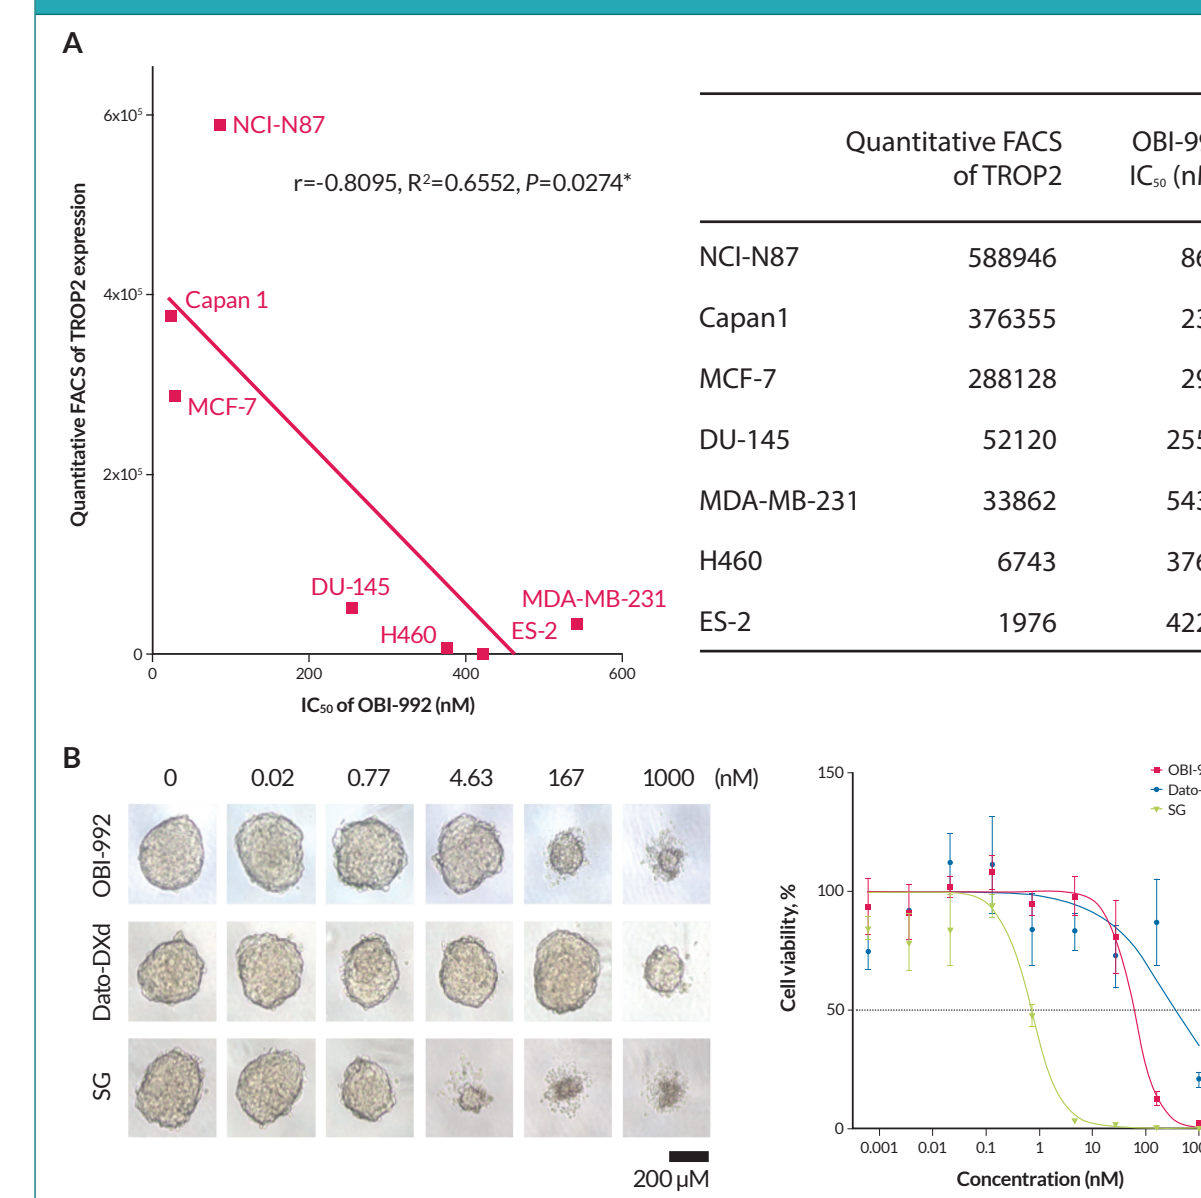 A
6x10⁵
4x10⁵
2x10⁵
0
Quantitative FACS of TROP2 expression
NCI-N87
r=-0.8095, R²=0.6552, P=0.0274*
Capan 1
MCF-7
DU-145
H460
ES-2
MDA-MB-231
0 200 400 600
IC₅₀ of OBI-992 (nM)
Quantitative FACS
of TROP2
IC₅₀
NCI-N87 588946
Capan1 376355
MCF-7 288128
DU-145 52120
MDA-MB-231 33862
H460 6743
ES-2 1976
B
0 0.02 0.77 4.63 167 1000 (nM)
OBI-992
Dato-DXd
SG
200 µM
150
100
50
0
Cell viability, %
SG
0.001 0.01 0.1 1 10 100
Concentration (nM)